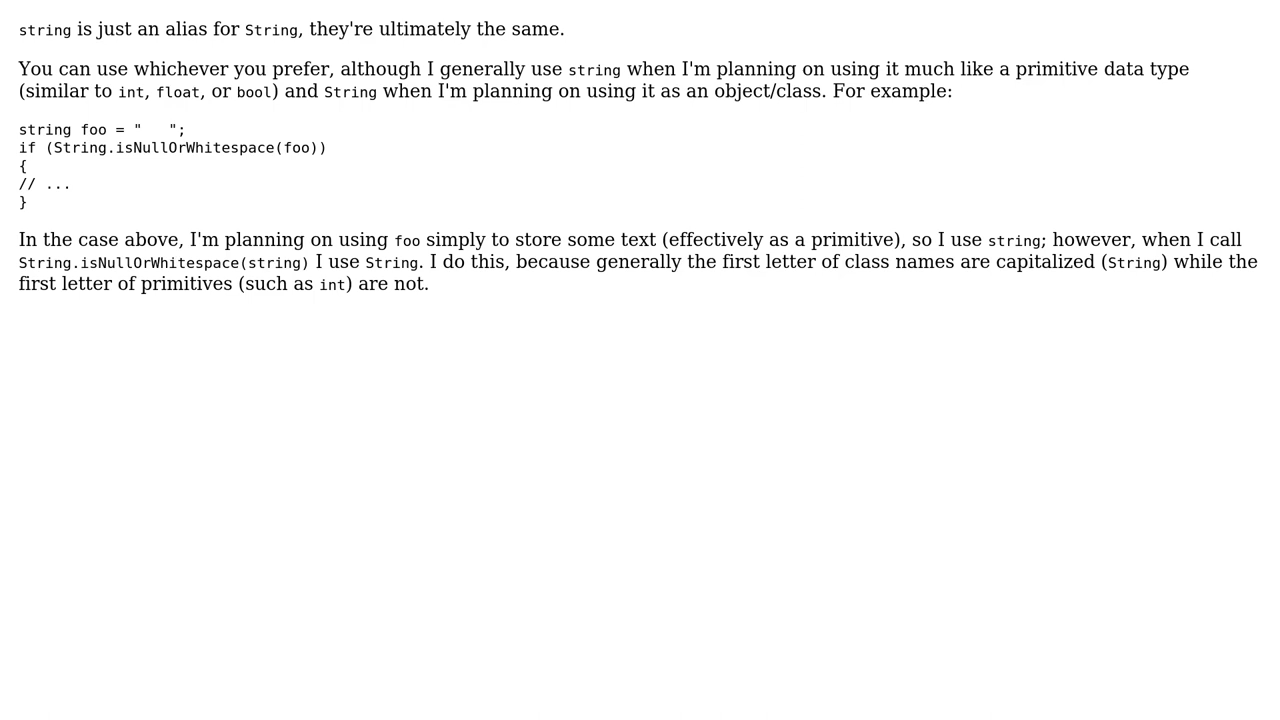 string is just an alias for String, they're ultimately the same.
You can use whichever you prefer, although I generally use string when I'm planning on using it much like a primitive data type
(similar to int, float, or bool) and String when I'm planning on using it as an object/class. For example:
string foo = "   ";
if (String.isNullOrWhitespace(foo))
{
// ...
}
In the case above, I'm planning on using foo simply to store some text (effectively as a primitive), so I use string; however, when I call
String.isNullOrWhitespace(string) I use String. I do this, because generally the first letter of class names are capitalized (String) while the
first letter of primitives (such as int) are not.